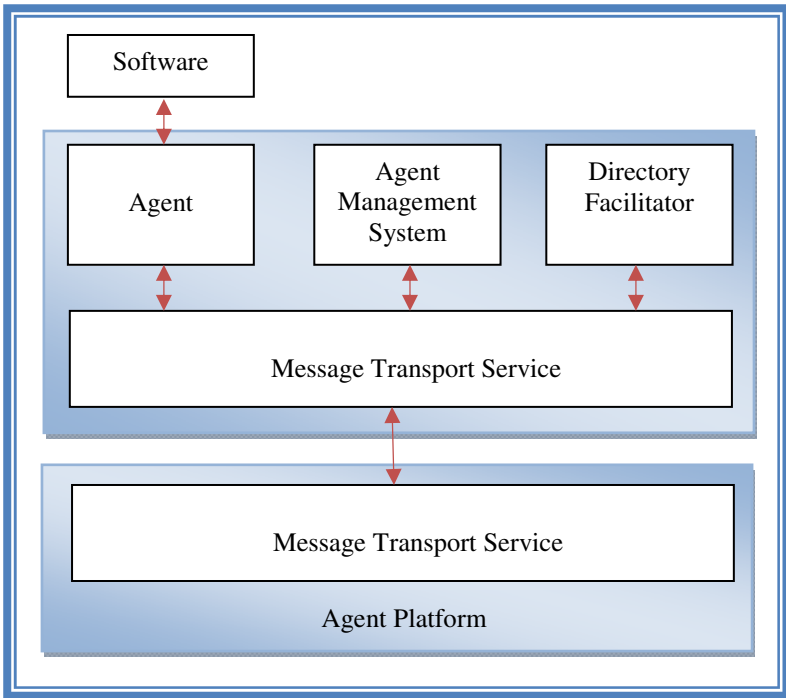 Software
Agent
Agent
Management
System
Directory
Facilitator
Message Transport Service
Message Transport Service
Agent Platform